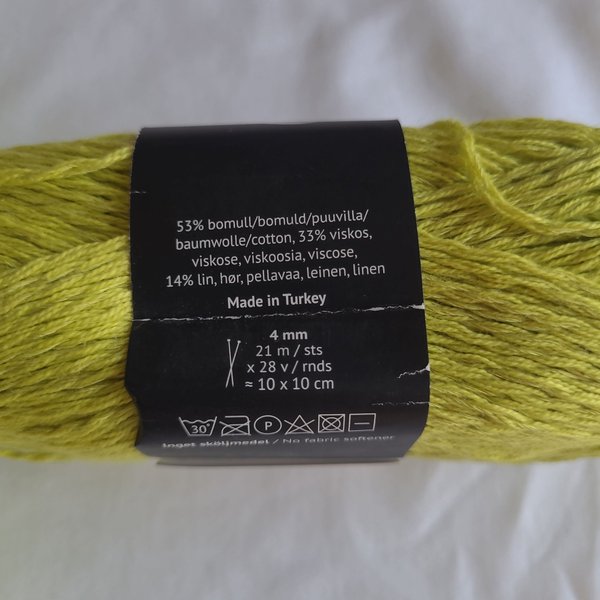 53% bomull/bomuld/puuvilla/
baumwolle/cotton, 33% viskos,
viskose, viskoosia, viscose,
14% lin, hør, pellavaa, leinen, linen
Made in Turkey
4 mm
21 m / sts
x 28 v / rnds
≈ 10 x 10 cm
30° P
Inget sköljmedel / No fabric softener